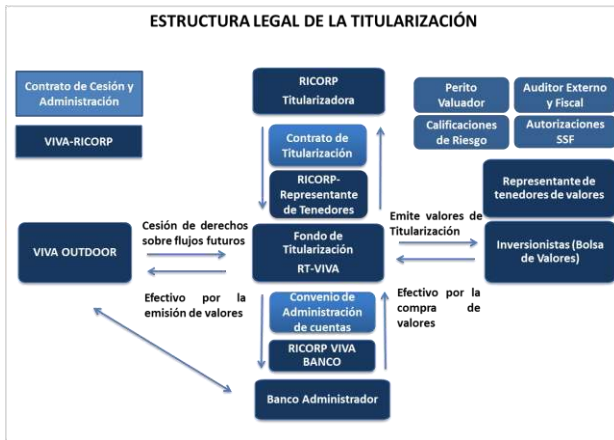 ESTRUCTURA LEGAL DE LA TITULARIZACIÓN
Contrato de Cesión y
Administración
VIVA-RICORP
RICORP
Titularizadora
Perito
Valuador
Auditor Externo
y Fiscal
Calificaciones
de Riesgo
Autorizaciones
SSF
Contrato de
Titularización
RICORP-
Representante
de Tenedores
Representante de
tenedores de valores
VIVA OUTDOOR
Cesión de derechos
sobre flujos futuros
Efectivo por la
emisión de valores
Fondo de
Titularización
RT-VIVA
Emite valores de
Titularización
Efectivo por la
compra de
valores
Inversionistas (Bolsa
de Valores)
Convenio de
Administración
de cuentas
RICORP VIVA
BANCO
Banco Administrador